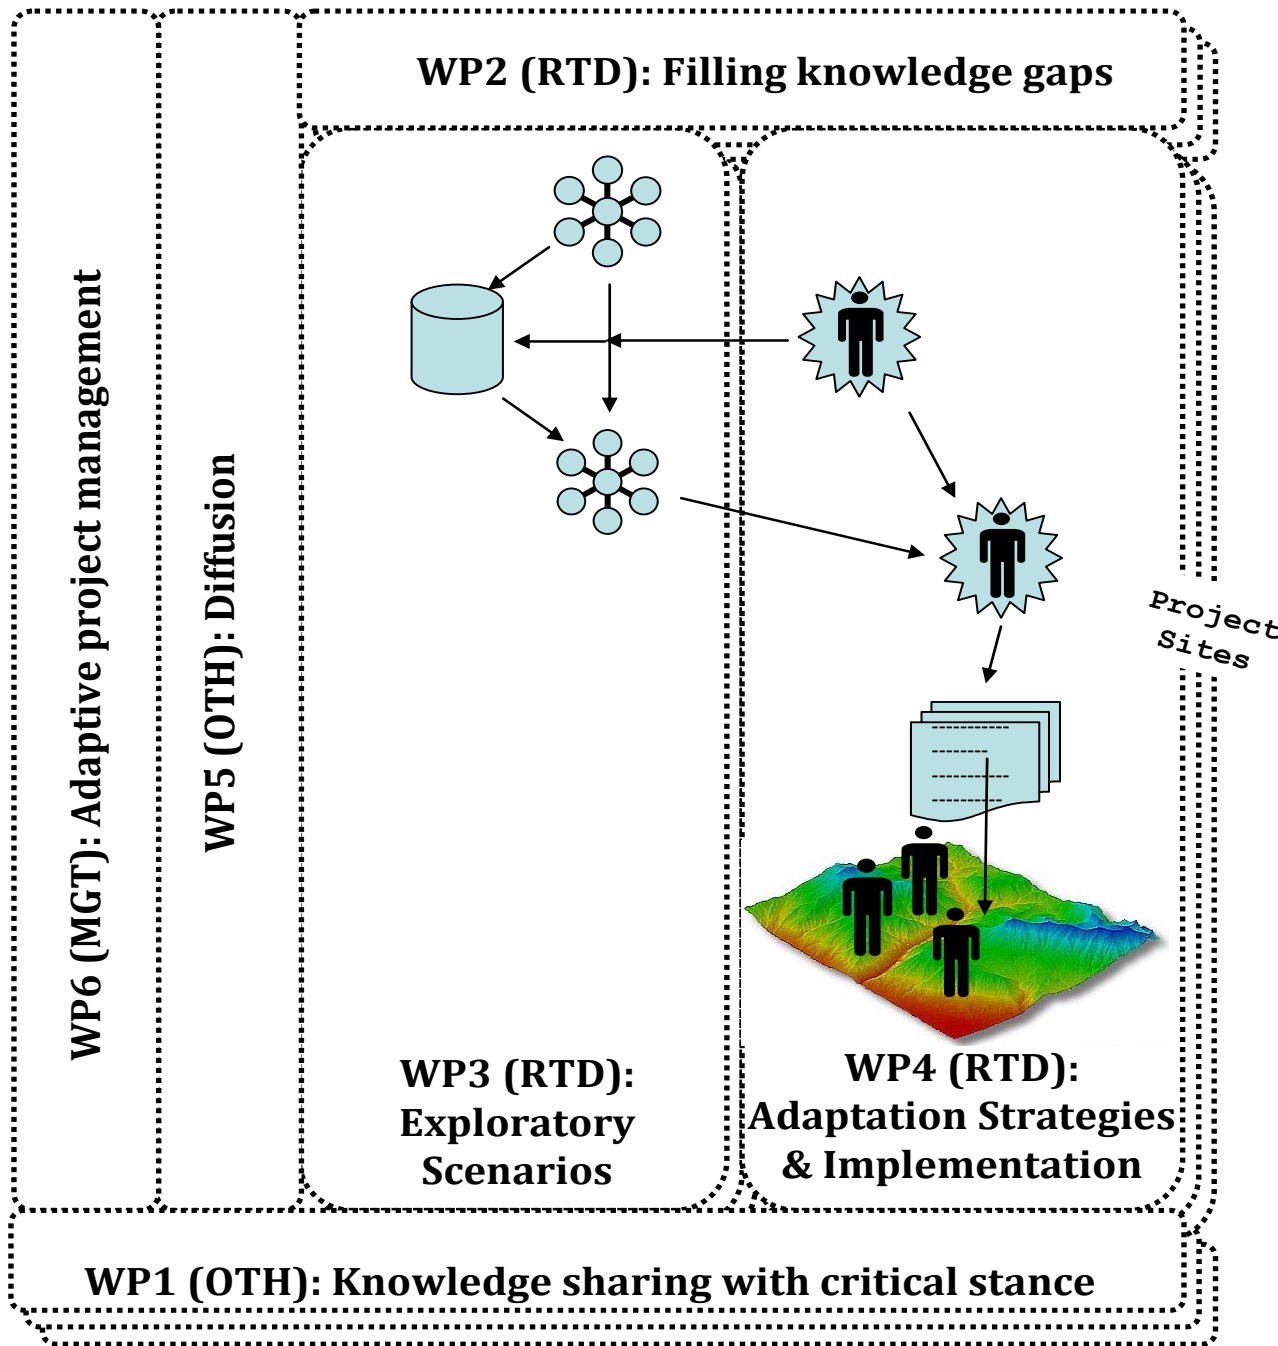 WP2 (RTD): Filling knowledge gaps
WP6 (MGT): Adaptive project management
WP5 (OTH): Diffusion
Project
Sites
WP3 (RTD):
Exploratory
Scenarios
WP4 (RTD):
Adaptation Strategies
& Implementation
WP1 (OTH): Knowledge sharing with critical stance